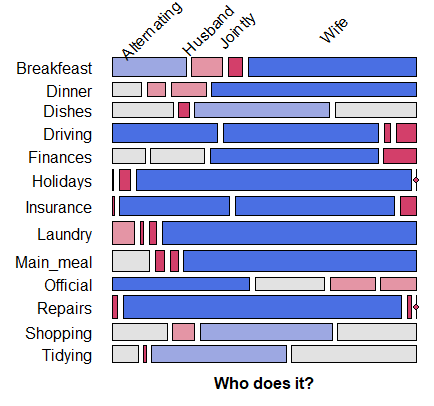 Alternating
Husband
Jointly
Wife
Breakfeast
Dinner
Dishes
Driving
Finances
Holidays
Insurance
Laundry
Main_meal
Official
Repairs
Shopping
Tidying
Who does it?